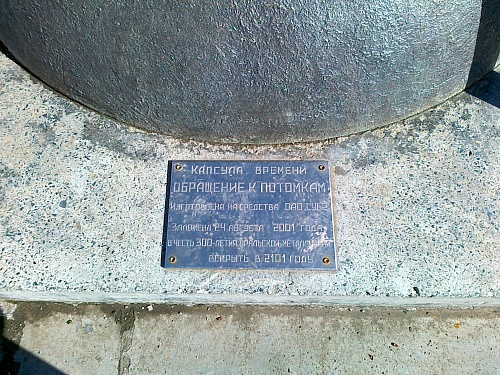 КАПСУЛА ВРЕМЕНИ
ОБРАЩЕНИЕ К ПОТОМКАМ
ИЗГОТОВЛЕНА НА СРЕДСТВА ОАО СУБР
ЗАЛОЖЕНА 24 АВГУСТА 2001 ГОДА
В ЧЕСТЬ 300-ЛЕТИЯ УРАЛЬСКОЙ МЕТАЛЛУРГИИ
ВСКРЫТЬ В 2101 ГОДУ